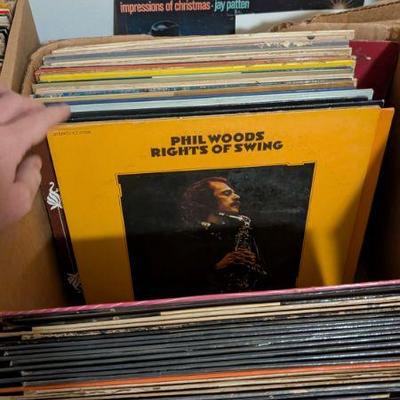 impressions of christmas - jay patten
PHIL WOODS
RIGHTS OF SWING